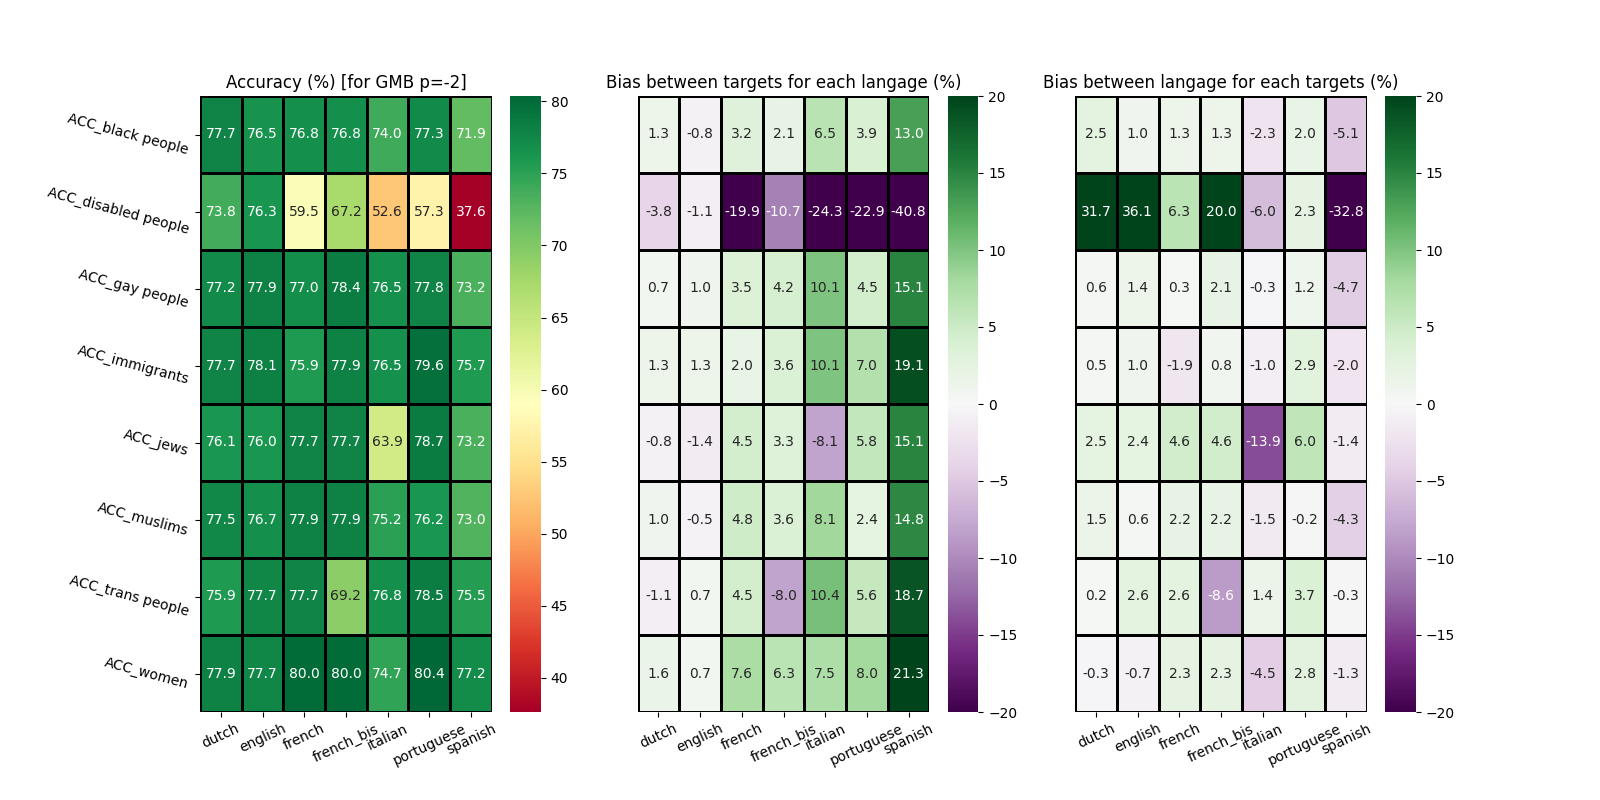 Accuracy (%) [for GMB p=-2] Bias between targets for each langage (%) Bias between langage for each targets (%)
80 20 20
ACC_black people 77.7 76.5 76.8 76.8 74.0 77.3 71.9 1.3 -0.8 3.2 2.1 6.5 3.9 13.0 2.5 1.0 1.3 1.3 -2.3 2.0 -5.1
75 15 15
ACC_disabled people 73.8 76.3 59.5 67.2 52.6 57.3 37.6 -3.8 -1.1 -19.9 -10.7 -24.3 -22.9 -40.8 31.7 36.1 6.3 20.0 -6.0 2.3 -32.8
70 10 10
ACC_gay people 77.2 77.9 77.0 78.4 76.5 77.8 73.2 0.7 1.0 3.5 4.2 10.1 4.5 15.1 0.6 1.4 0.3 2.1 -0.3 1.2 -4.7
65 5 5
ACC_immigrants 77.7 78.1 75.9 77.9 76.5 79.6 75.7 1.3 1.3 2.0 3.6 10.1 7.0 19.1 0.5 1.0 -1.9 0.8 -1.0 2.9 -2.0
60 0 0
ACC_jews 76.1 76.0 77.7 77.7 63.9 78.7 73.2 -0.8 -1.4 4.5 3.3 -8.1 5.8 15.1 2.5 2.4 4.6 4.6 -13.9 6.0 -1.4
55 −5 −5
ACC_muslims 77.5 76.7 77.9 77.9 75.2 76.2 73.0 1.0 -0.5 4.8 3.6 8.1 2.4 14.8 1.5 0.6 2.2 2.2 -1.5 -0.2 -4.3
50 −10 −10
ACC_trans people 75.9 77.7 77.7 69.2 76.8 78.5 75.5 -1.1 0.7 4.5 -8.0 10.4 5.6 18.7 0.2 2.6 2.6 -8.6 1.4 3.7 -0.3
45 −15 −15
ACC_women 77.9 77.7 80.0 80.0 74.7 80.4 77.2 1.6 0.7 7.6 6.3 7.5 8.0 21.3 -0.3 -0.7 2.3 2.3 -4.5 2.8 -1.3
40 −20 −20
dutch english french french_bis italian portuguese spanish dutch english french french_bis italian portuguese spanish dutch english french french_bis italian portuguese spanish